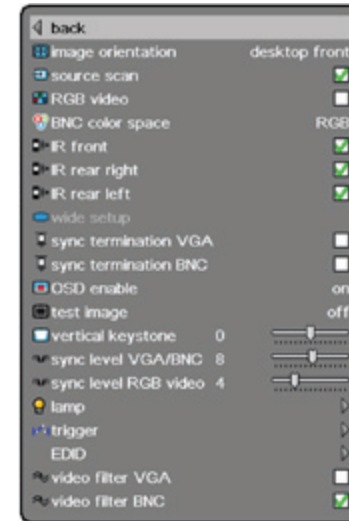 back
image orientation desktop front
source scan
RGB video
BNC color space RGB
IR front
IR rear right
IR rear left
wide setup
sync termination VGA
sync termination BNC
OSD enable on
test image off
vertical keystone 0
sync level VGA/BNC 8
sync level RGB video 4
lamp
trigger
EDID
video filter VGA
video filter BNC